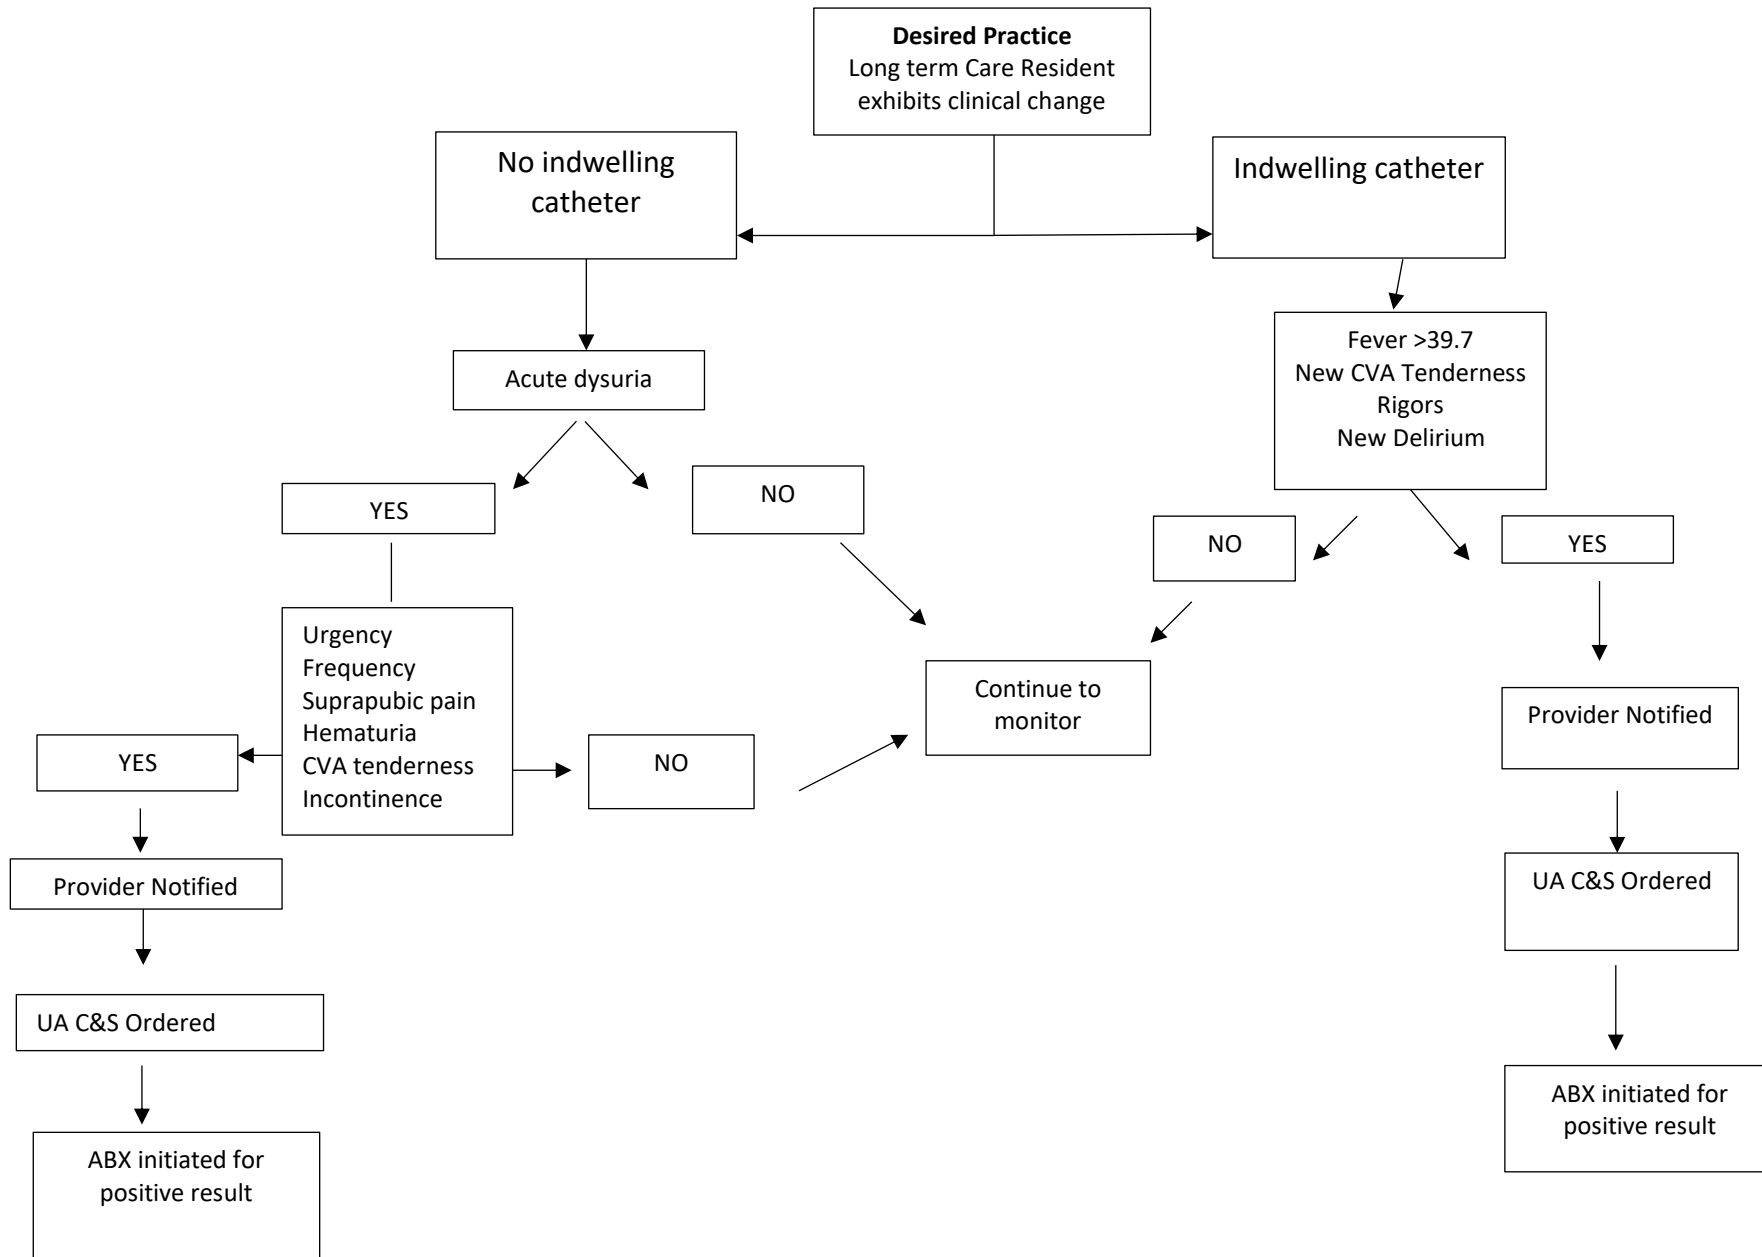 Desired Practice
Long term Care Resident
exhibits clinical change
No indwelling
catheter
Indwelling catheter
Acute dysuria
Fever >39.7
New CVA Tenderness
Rigors
New Delirium
YES
NO
NO
YES
Urgency
Frequency
Suprapubic pain
Hematuria
CVA tenderness
Incontinence
YES
NO
Continue to
monitor
Provider Notified
Provider Notified
UA C&S Ordered
UA C&S Ordered
ABX initiated for
positive result
ABX initiated for
positive result